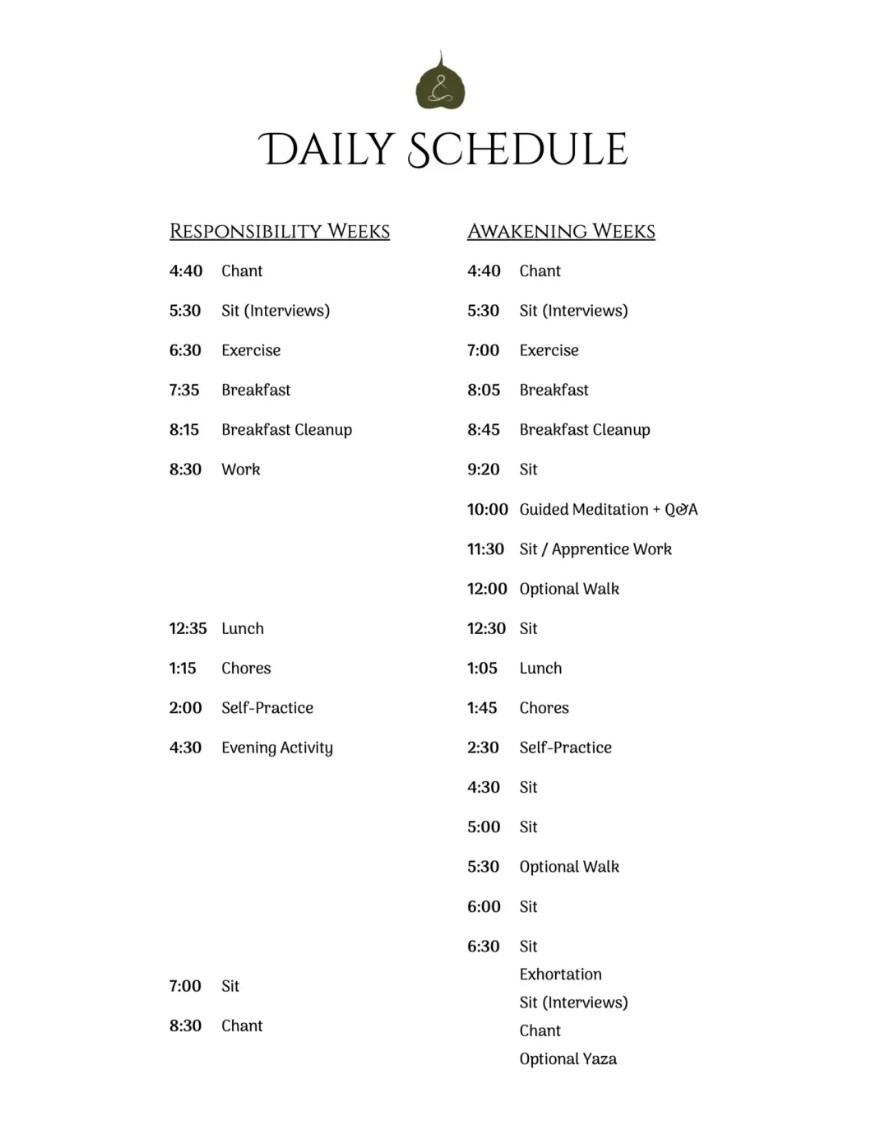 Daily Schedule
Responsibility Weeks
4:40 Chant
5:30 Sit (Interviews)
6:30 Exercise
7:35 Breakfast
8:15 Breakfast Cleanup
8:30 Work
12:35 Lunch
1:15 Chores
2:00 Self-Practice
4:30 Evening Activity
7:00 Sit
8:30 Chant
Awakening Weeks
4:40 Chant
5:30 Sit (Interviews)
7:00 Exercise
8:05 Breakfast
8:45 Breakfast Cleanup
9:20 Sit
10:00 Guided Meditation + Q&A
11:30 Sit / Apprentice Work
12:00 Optional Walk
12:30 Sit
1:05 Lunch
1:45 Chores
2:30 Self-Practice
4:30 Sit
5:00 Sit
5:30 Optional Walk
6:00 Sit
6:30 Sit
Exhortation
Sit (Interviews)
Chant
Optional Yaza